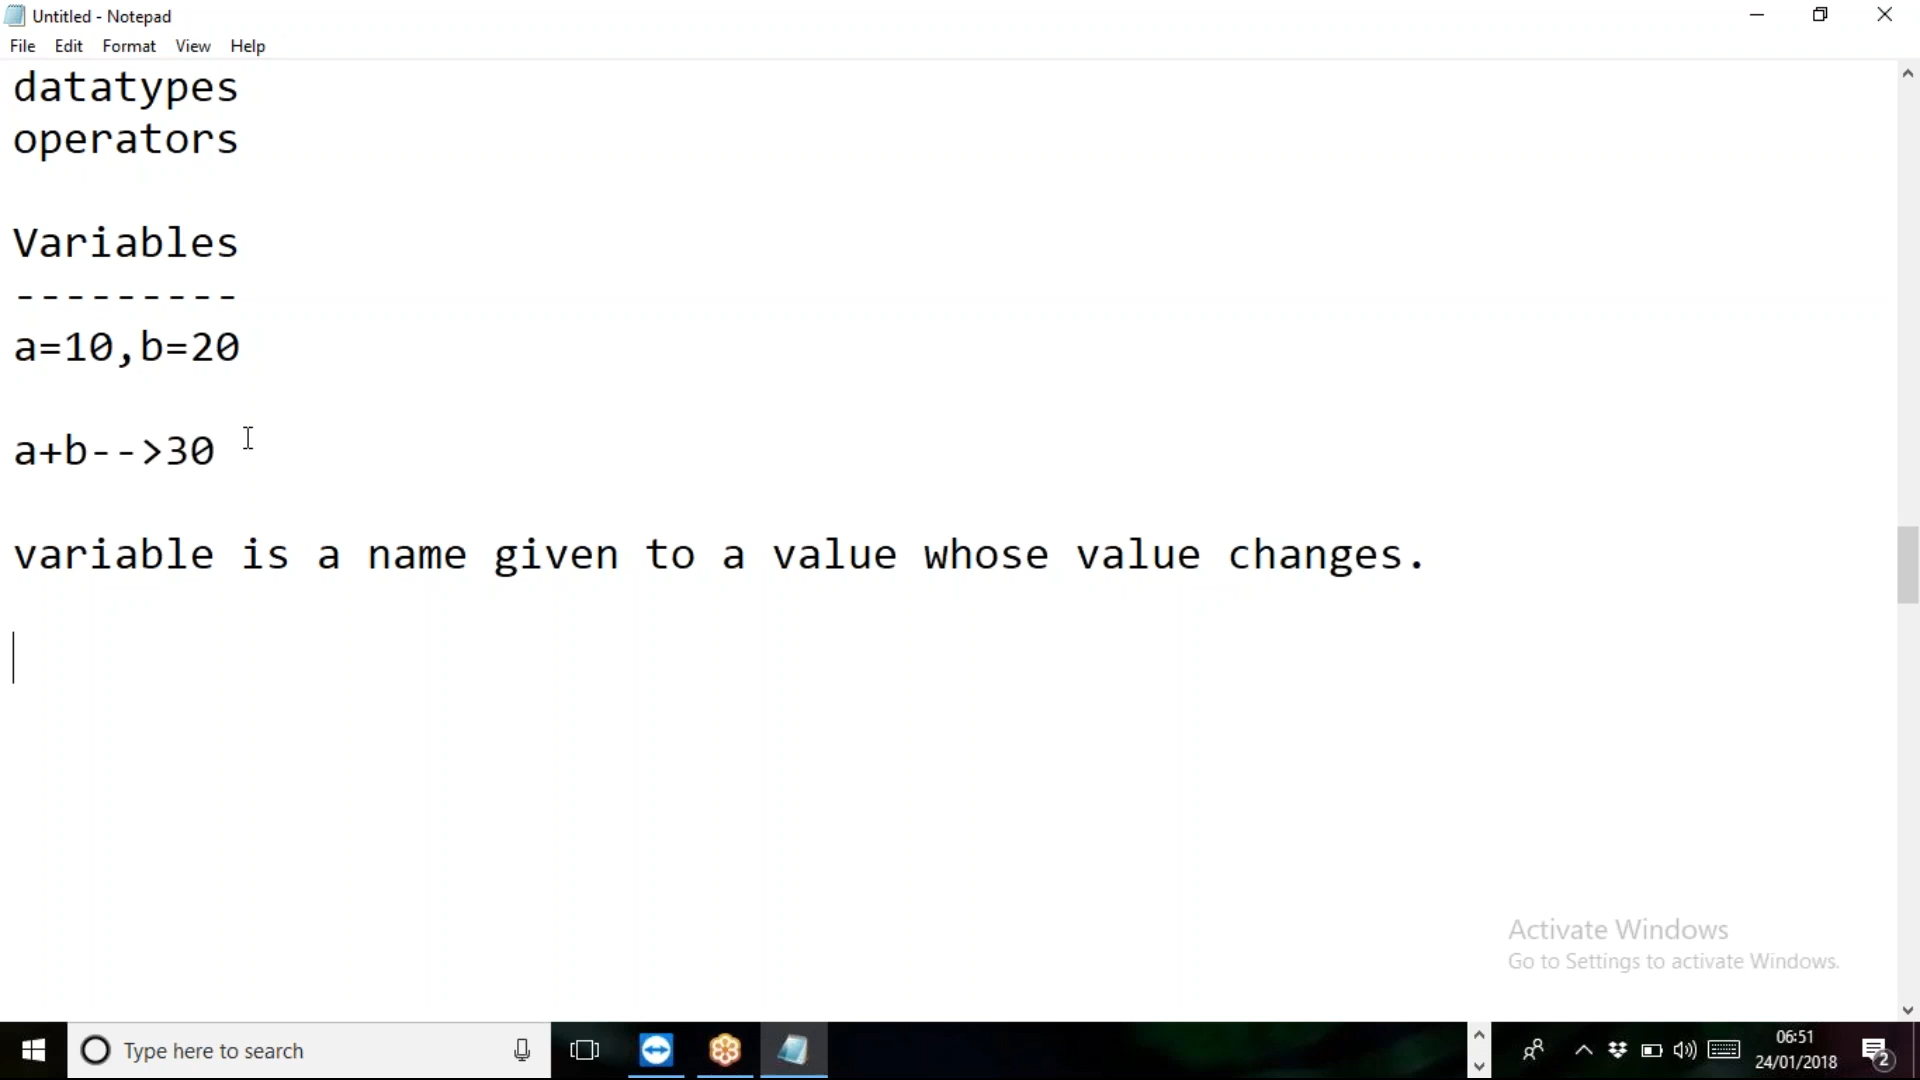 Untitled - Notepad
File Edit Format View Help
datatypes
operators
Variables
---------
a=10,b=20
a+b-->30
variable is a name given to a value whose value changes.
Activate Windows
Go to Settings to activate Windows.
Type here to search
06:51
24/01/2018
2